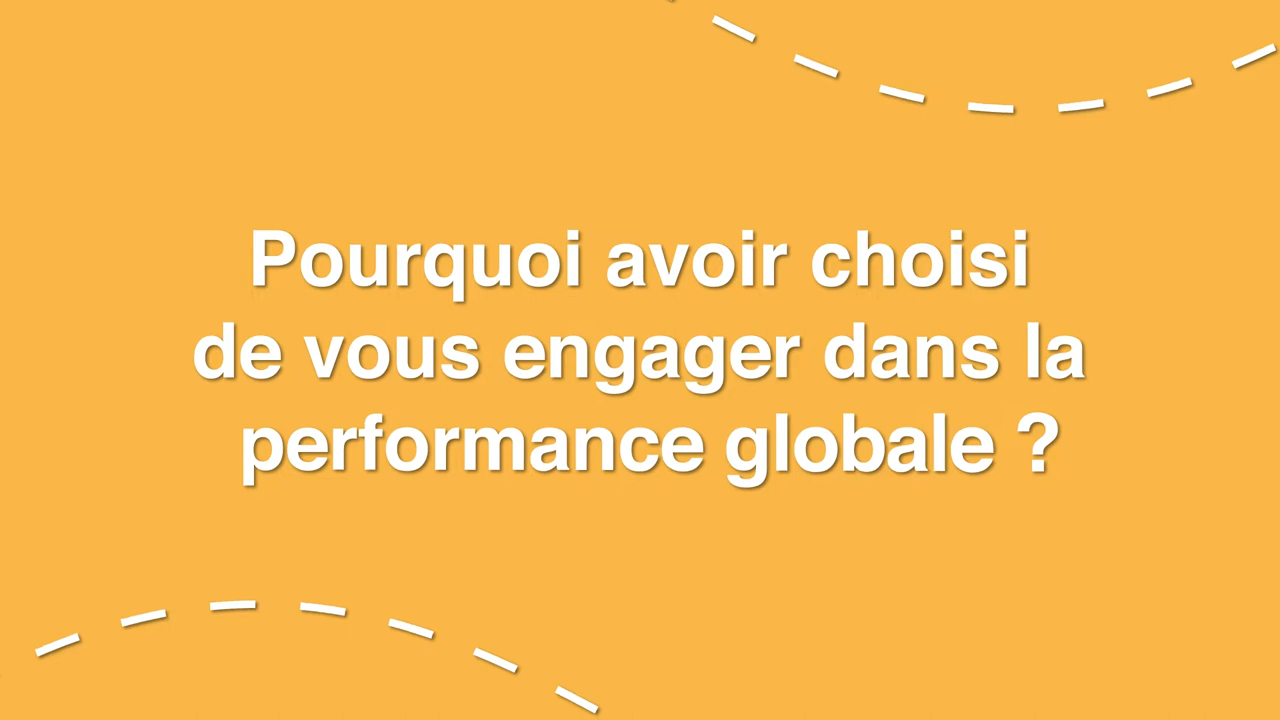 Pourquoi avoir choisi
de vous engager dans la
performance globale ?